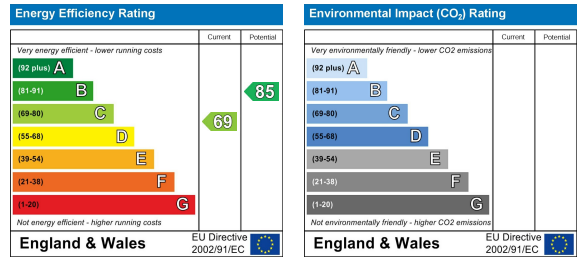 Energy Efficiency Rating
Current Potential
Very energy efficient - lower running costs
(92 plus) A
(81-91) B
(69-80) C
(55-68) D
(39-54) E
(21-38) F
(1-20) G
69
85
Not energy efficient - higher running costs
England & Wales
EU Directive
2002/91/EC
Environmental Impact (CO2) Rating
Current Potential
Very environmentally friendly - lower CO2 emissions
(92 plus) A
(81-91) B
(69-80) C
(55-68) D
(39-54) E
(21-38) F
(1-20) G
Not environmentally friendly - higher CO2 emissions
England & Wales
EU Directive
2002/91/EC